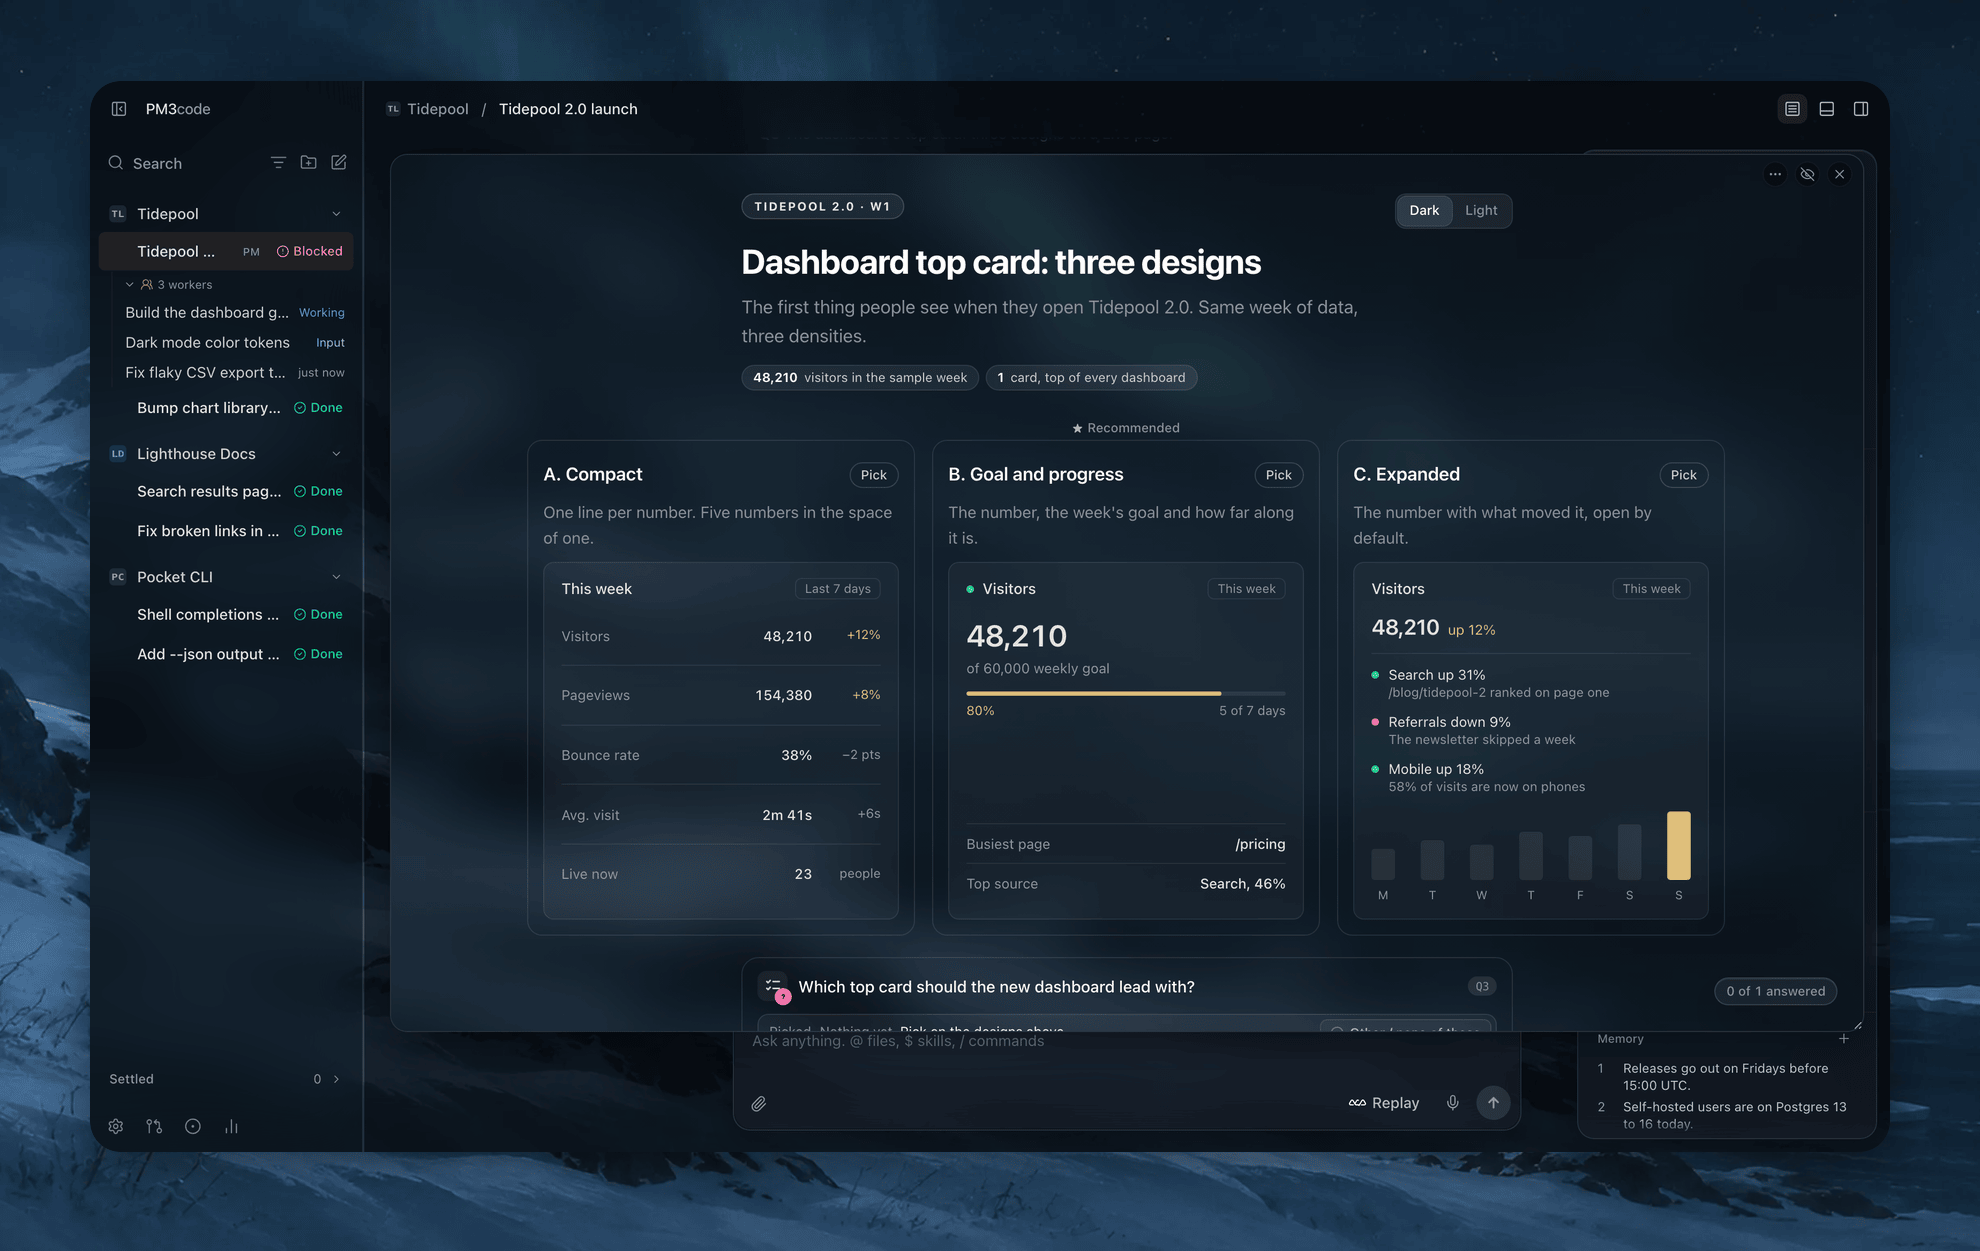 PM3code
Search
TL Tidepool
Tidepool ... PM Blocked
3 workers
Build the dashboard g... Working
Dark mode color tokens Input
Fix flaky CSV export t... just now
Bump chart library... Done
LD Lighthouse Docs
Search results pag... Done
Fix broken links in ... Done
PC Pocket CLI
Shell completions ... Done
Add --json output ... Done
Settled 0
TL Tidepool / Tidepool 2.0 launch
TIDEPOOL 2.0 · W1
Dark Light
Dashboard top card: three designs
The first thing people see when they open Tidepool 2.0. Same week of data,
three densities.
48,210 visitors in the sample week
1 card, top of every dashboard
Recommended
A. Compact Pick
One line per number. Five numbers in the space
of one.
This week Last 7 days
Visitors 48,210 +12%
Pageviews 154,380 +8%
Bounce rate 38% −2 pts
Avg. visit 2m 41s +6s
Live now 23 people
B. Goal and progress Pick
The number, the week's goal and how far along
it is.
Visitors This week
48,210
of 60,000 weekly goal
80% 5 of 7 days
Busiest page /pricing
Top source Search, 46%
C. Expanded Pick
The number with what moved it, open by
default.
Visitors This week
48,210 up 12%
Search up 31%
/blog/tidepool-2 ranked on page one
Referrals down 9%
The newsletter skipped a week
Mobile up 18%
58% of visits are now on phones
M T W T F S S
Which top card should the new dashboard lead with? Q3
Picked Nothing yet. Pick on the designs above Other / none of these
0 of 1 answered
Ask anything. @ files, $ skills, / commands
Replay
Memory
1 Releases go out on Fridays before
15:00 UTC.
2 Self-hosted users are on Postgres 13
to 16 today.